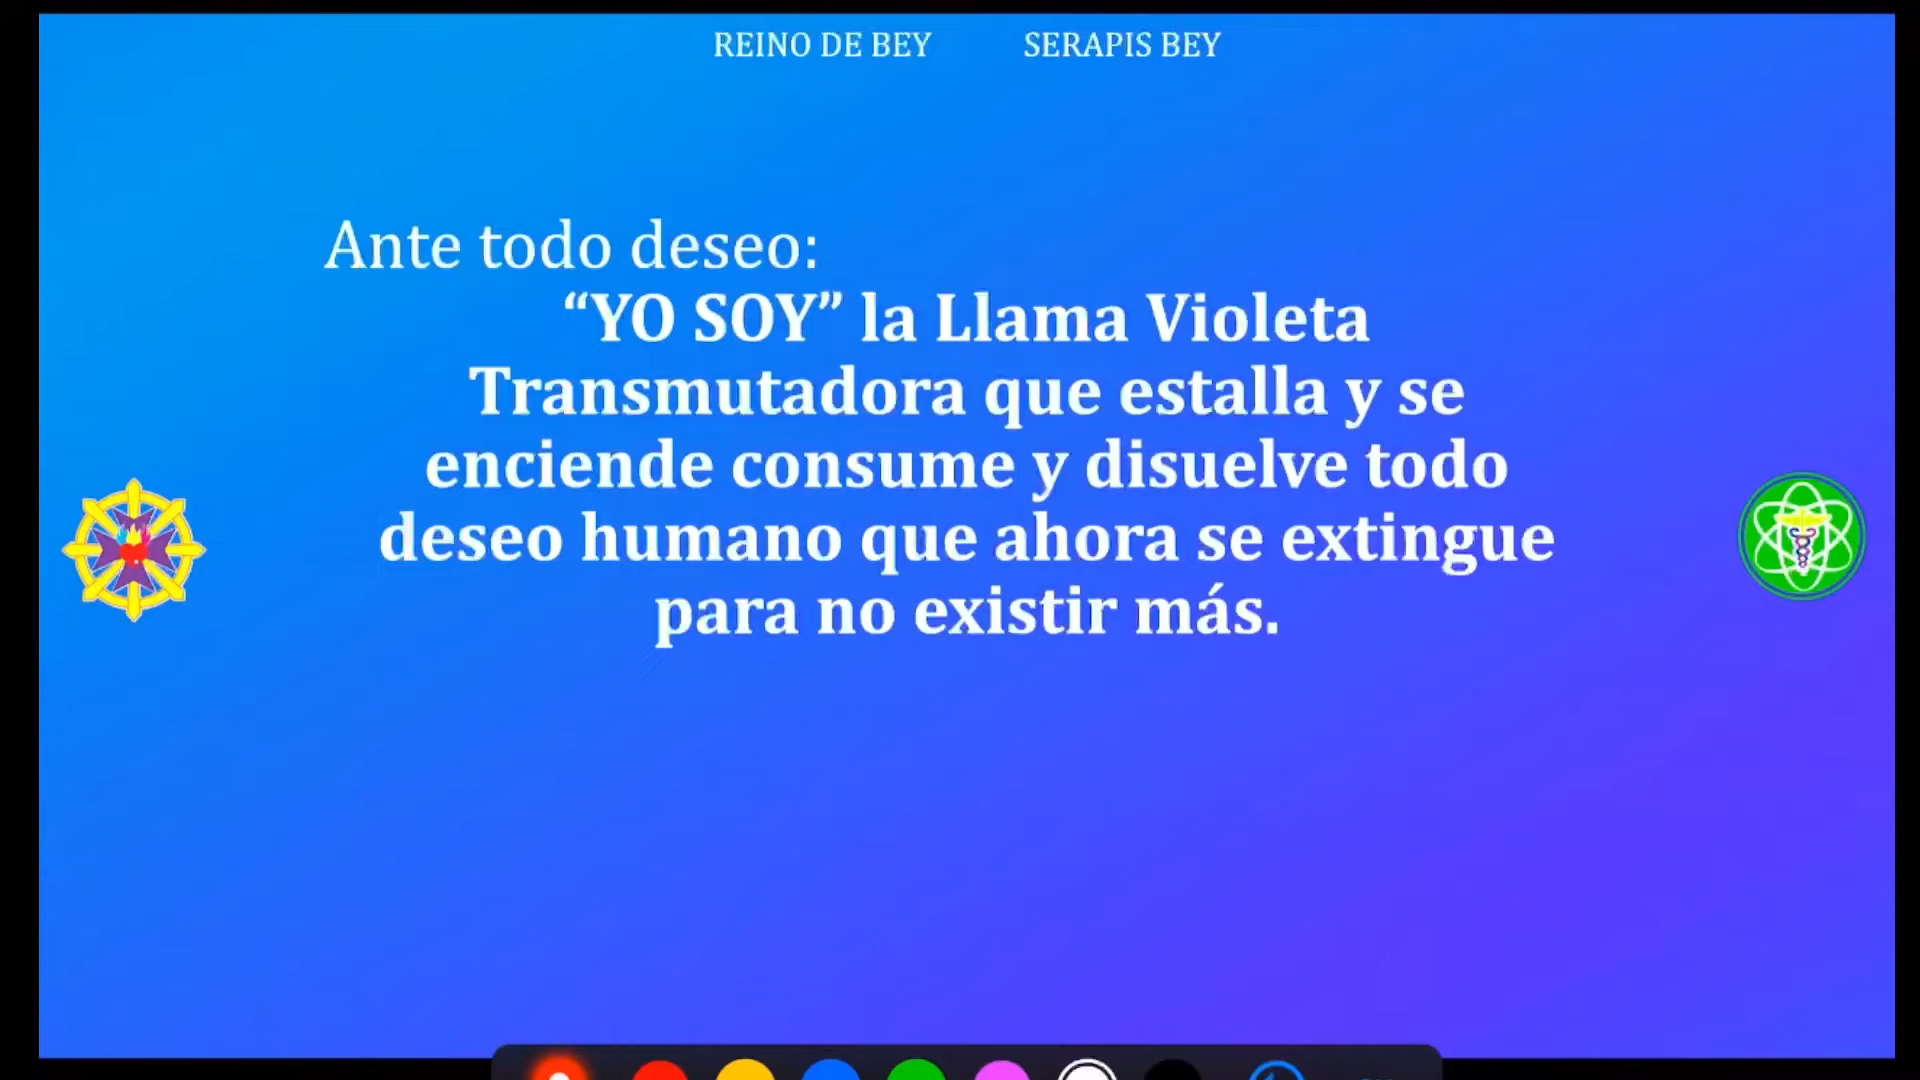 REINO DE BEY SERAPIS BEY
Ante todo deseo:
“YO SOY” la Llama Violeta
Transmutadora que estalla y se
enciende consume y disuelve todo
deseo humano que ahora se extingue
para no existir más.